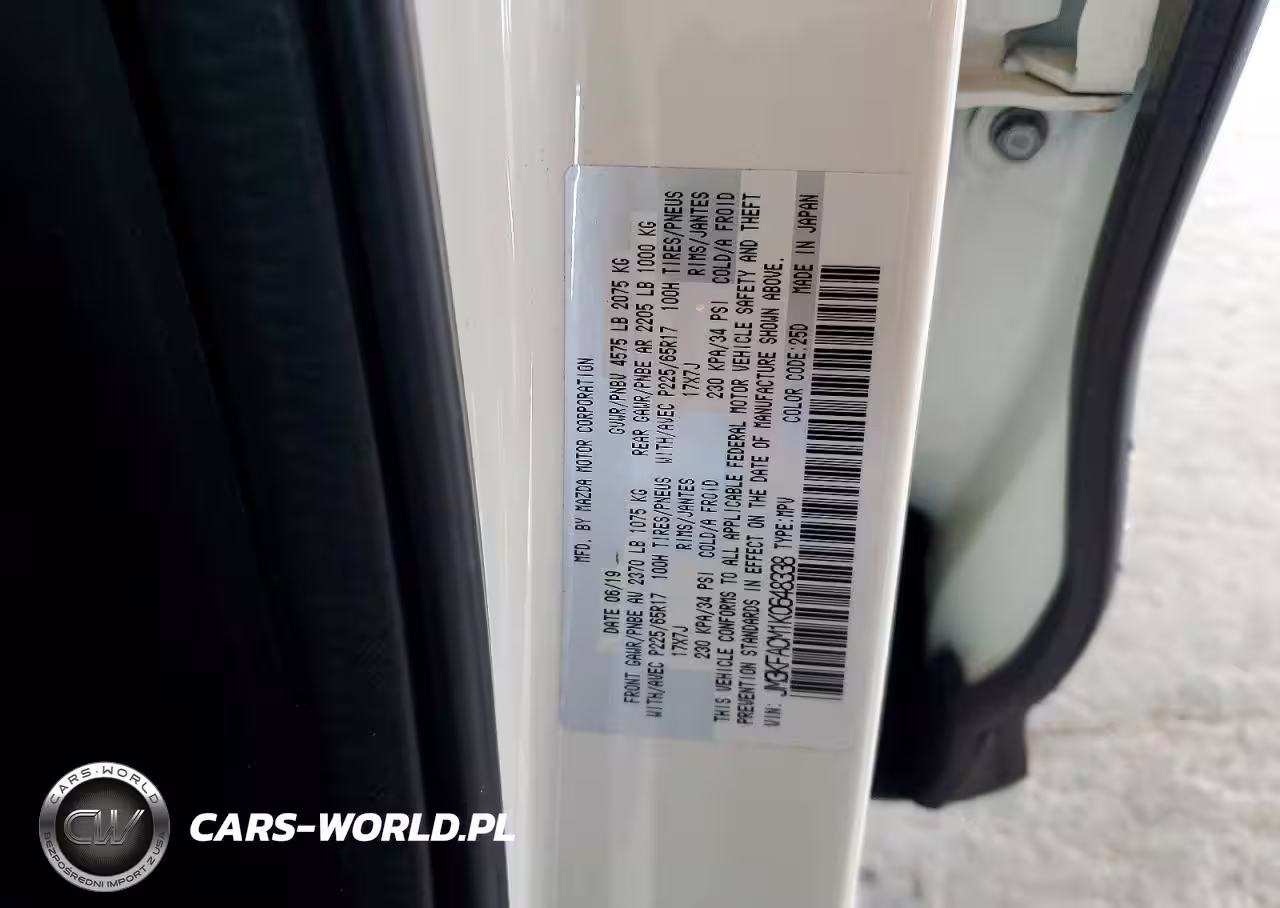 MFD. BY MAZDA MOTOR CORPORATION
DATE 06/19 GVWR/PNBV 4575 LB 2075 KG
FRONT GAWR/PNBE AV 2370 LB 1075 KG REAR GAWR/PNBE AR 2205 LB 1000 KG
WITH/AVEC P225/65R17 100H TIRES/PNEUS WITH/AVEC P225/65R17 100H TIRES/PNEUS
17X7J RIMS/JANTES 17X7J RIMS/JANTES
230 KPA/34 PSI COLD/A FROID 230 KPA/34 PSI COLD/A FROID
THIS VEHICLE CONFORMS TO ALL APPLICABLE FEDERAL MOTOR VEHICLE SAFETY AND THEFT
PREVENTION STANDARDS IN EFFECT ON THE DATE OF MANUFACTURE SHOWN ABOVE.
VIN: JM3KFACM1K0648338 TYPE:MPV COLOR CODE:25D MADE IN JAPAN
CARS-WORLD
CW
BEZPOŚREDNI IMPORT Z USA
CARS-WORLD.PL